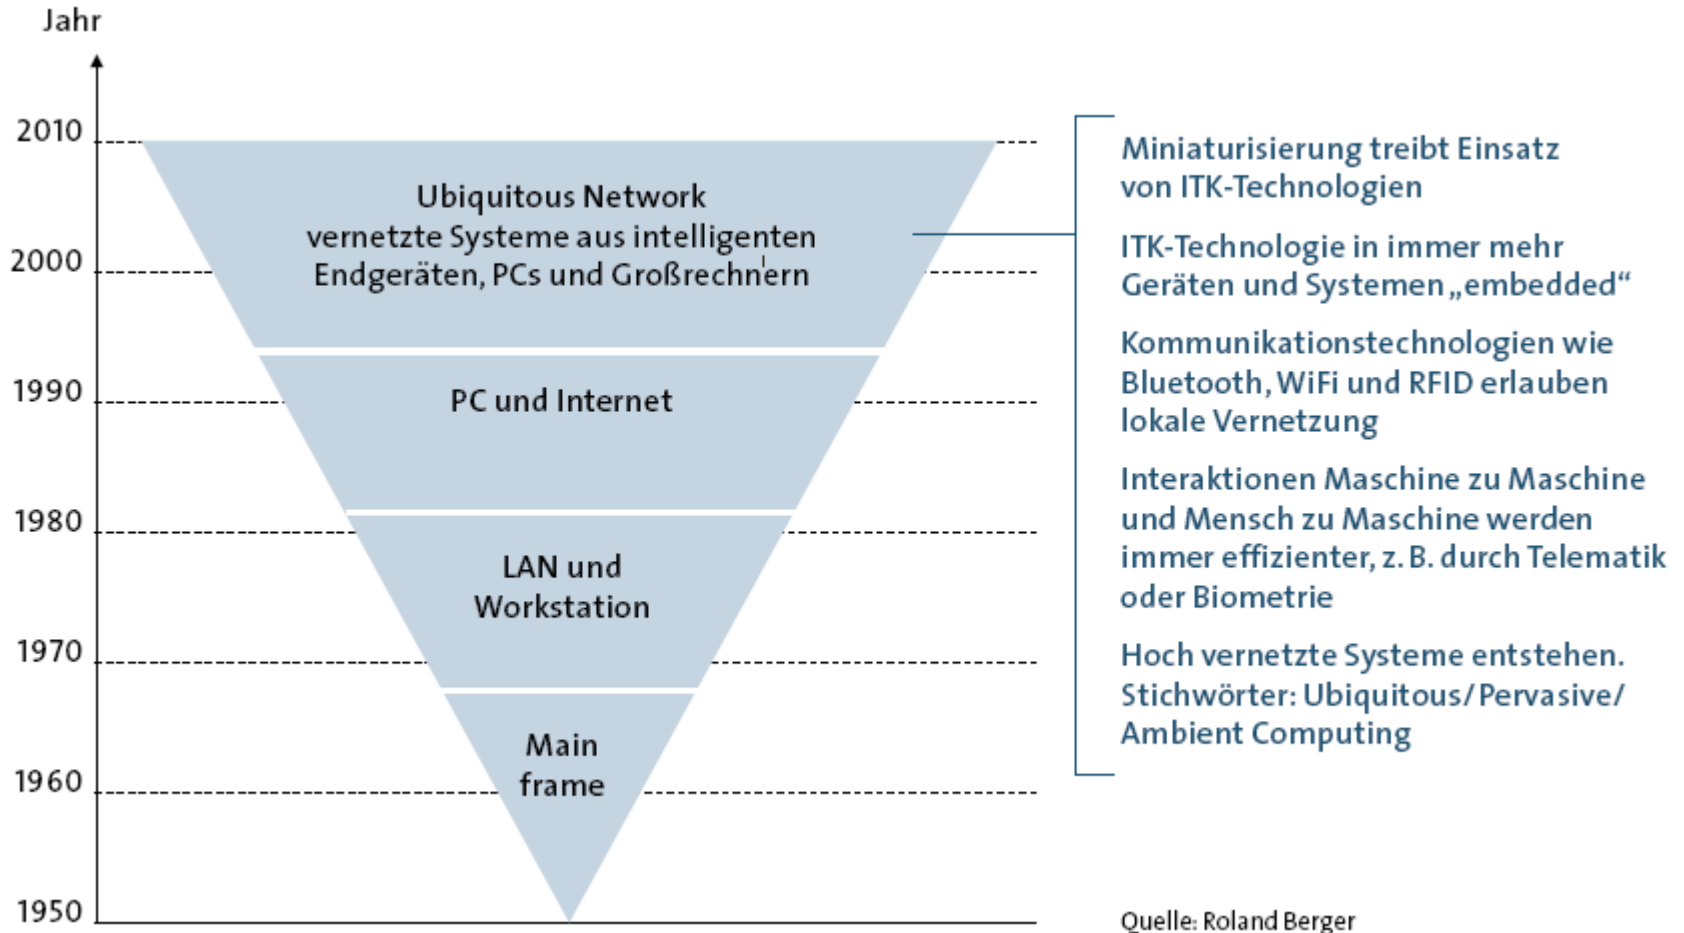 Jahr
2010
2000
1990
1980
1970
1960
1950
Ubiquitous Network
vernetzte Systeme aus intelligenten
Endgeräten, PCs und Großrechnern
PC und Internet
LAN und
Workstation
Main
frame
Miniaturisierung treibt Einsatz
von ITK-Technologien
ITK-Technologie in immer mehr
Geräten und Systemen „embedded“
Kommunikationstechnologien wie
Bluetooth, WiFi und RFID erlauben
lokale Vernetzung
Interaktionen Maschine zu Maschine
und Mensch zu Maschine werden
immer effizienter, z. B. durch Telematik
oder Biometrie
Hoch vernetzte Systeme entstehen.
Stichwörter: Ubiquitous/Pervasive/
Ambient Computing
Quelle: Roland Berger